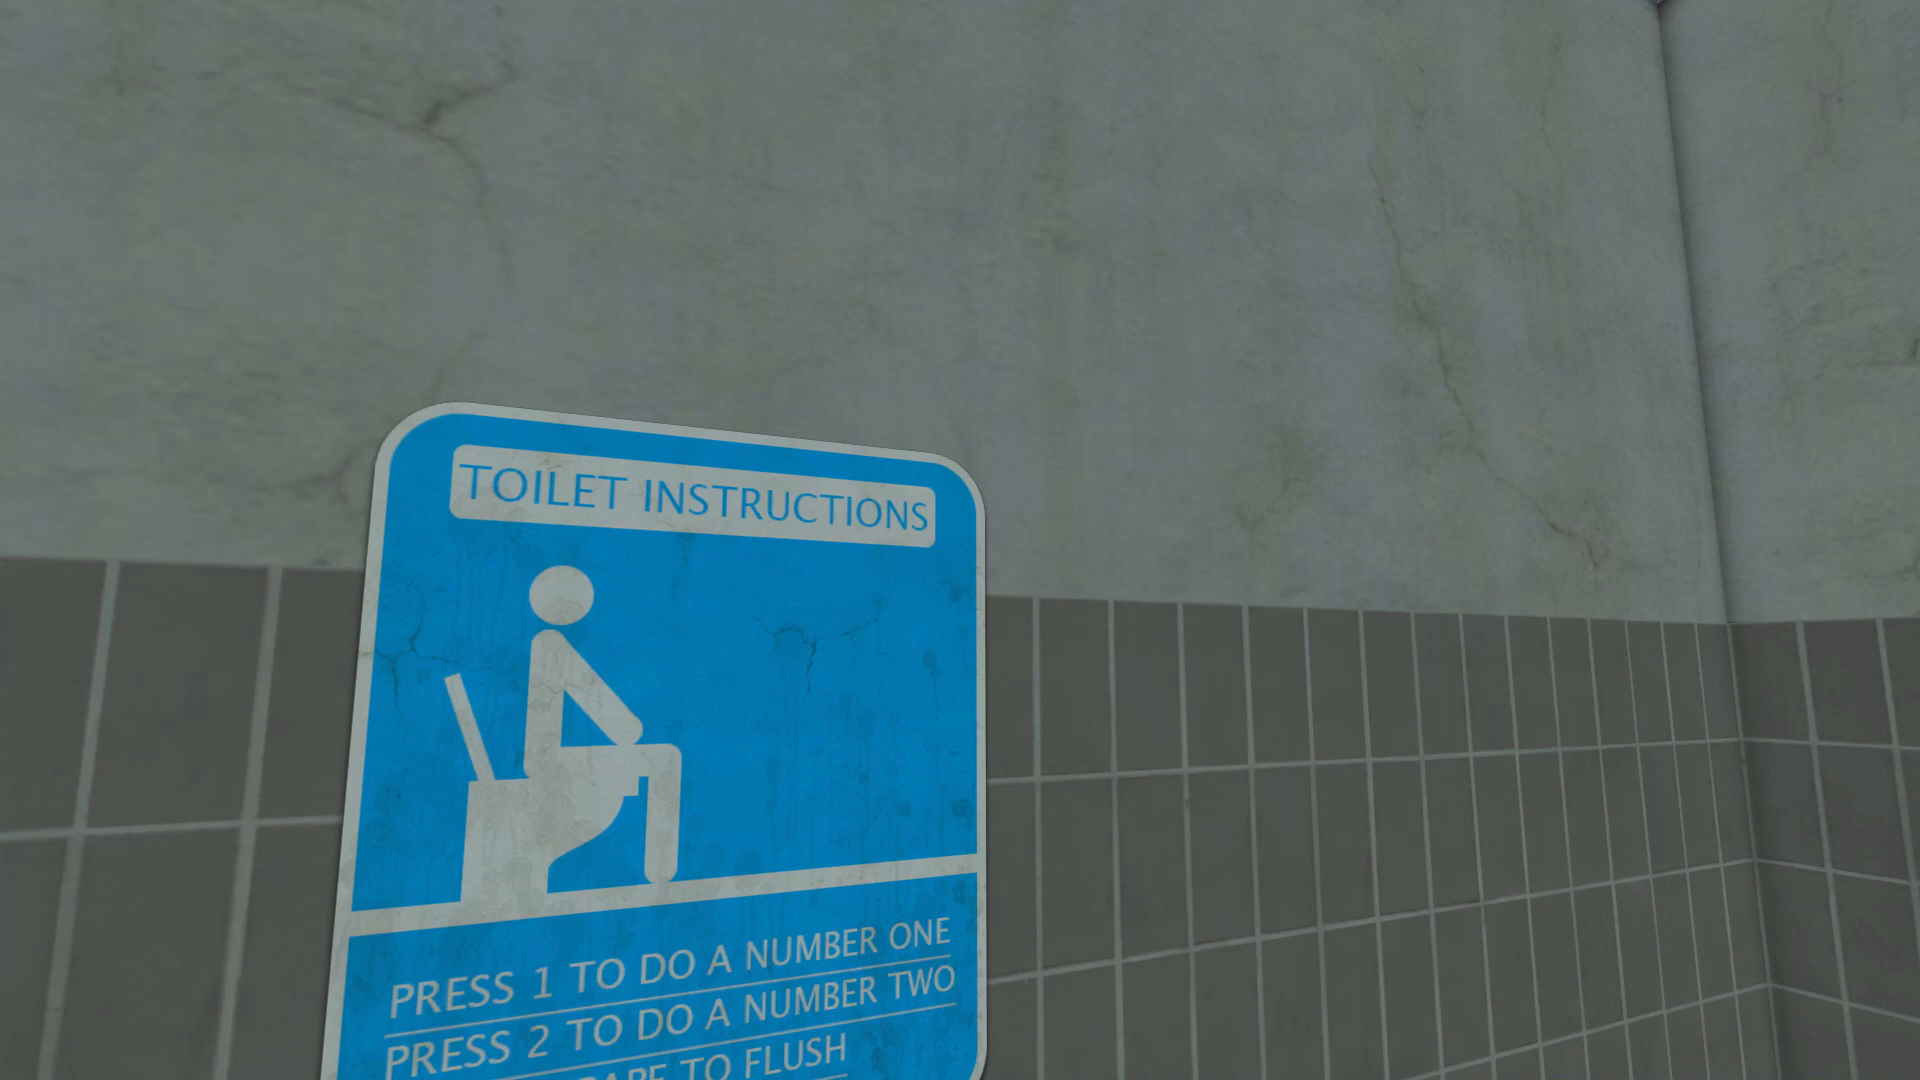 TOILET INSTRUCTIONS
PRESS 1 TO DO A NUMBER ONE
PRESS 2 TO DO A NUMBER TWO
TO FLUSH